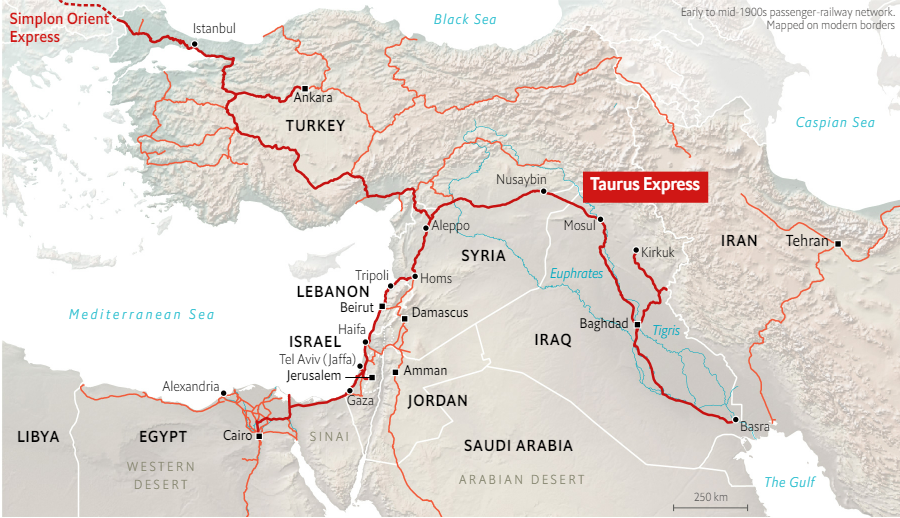 Simplon Orient
Express
Early to mid-1900s passenger-railway network.
Mapped on modern borders
Black Sea
Istanbul
Ankara
TURKEY
Caspian Sea
Nusaybin
Taurus Express
Aleppo
Mosul
SYRIA
Kirkuk
IRAN
Tehran
Tripoli
Homs
Euphrates
LEBANON
Beirut
Damascus
Mediterranean Sea
Haifa
ISRAEL
IRAQ
Baghdad
Tigris
Tel Aviv (Jaffa)
Jerusalem
Amman
Alexandria
Gaza
JORDAN
LIBYA
EGYPT
Cairo
SINAI
Basra
SAUDI ARABIA
WESTERN
DESERT
ARABIAN DESERT
The Gulf
250 km